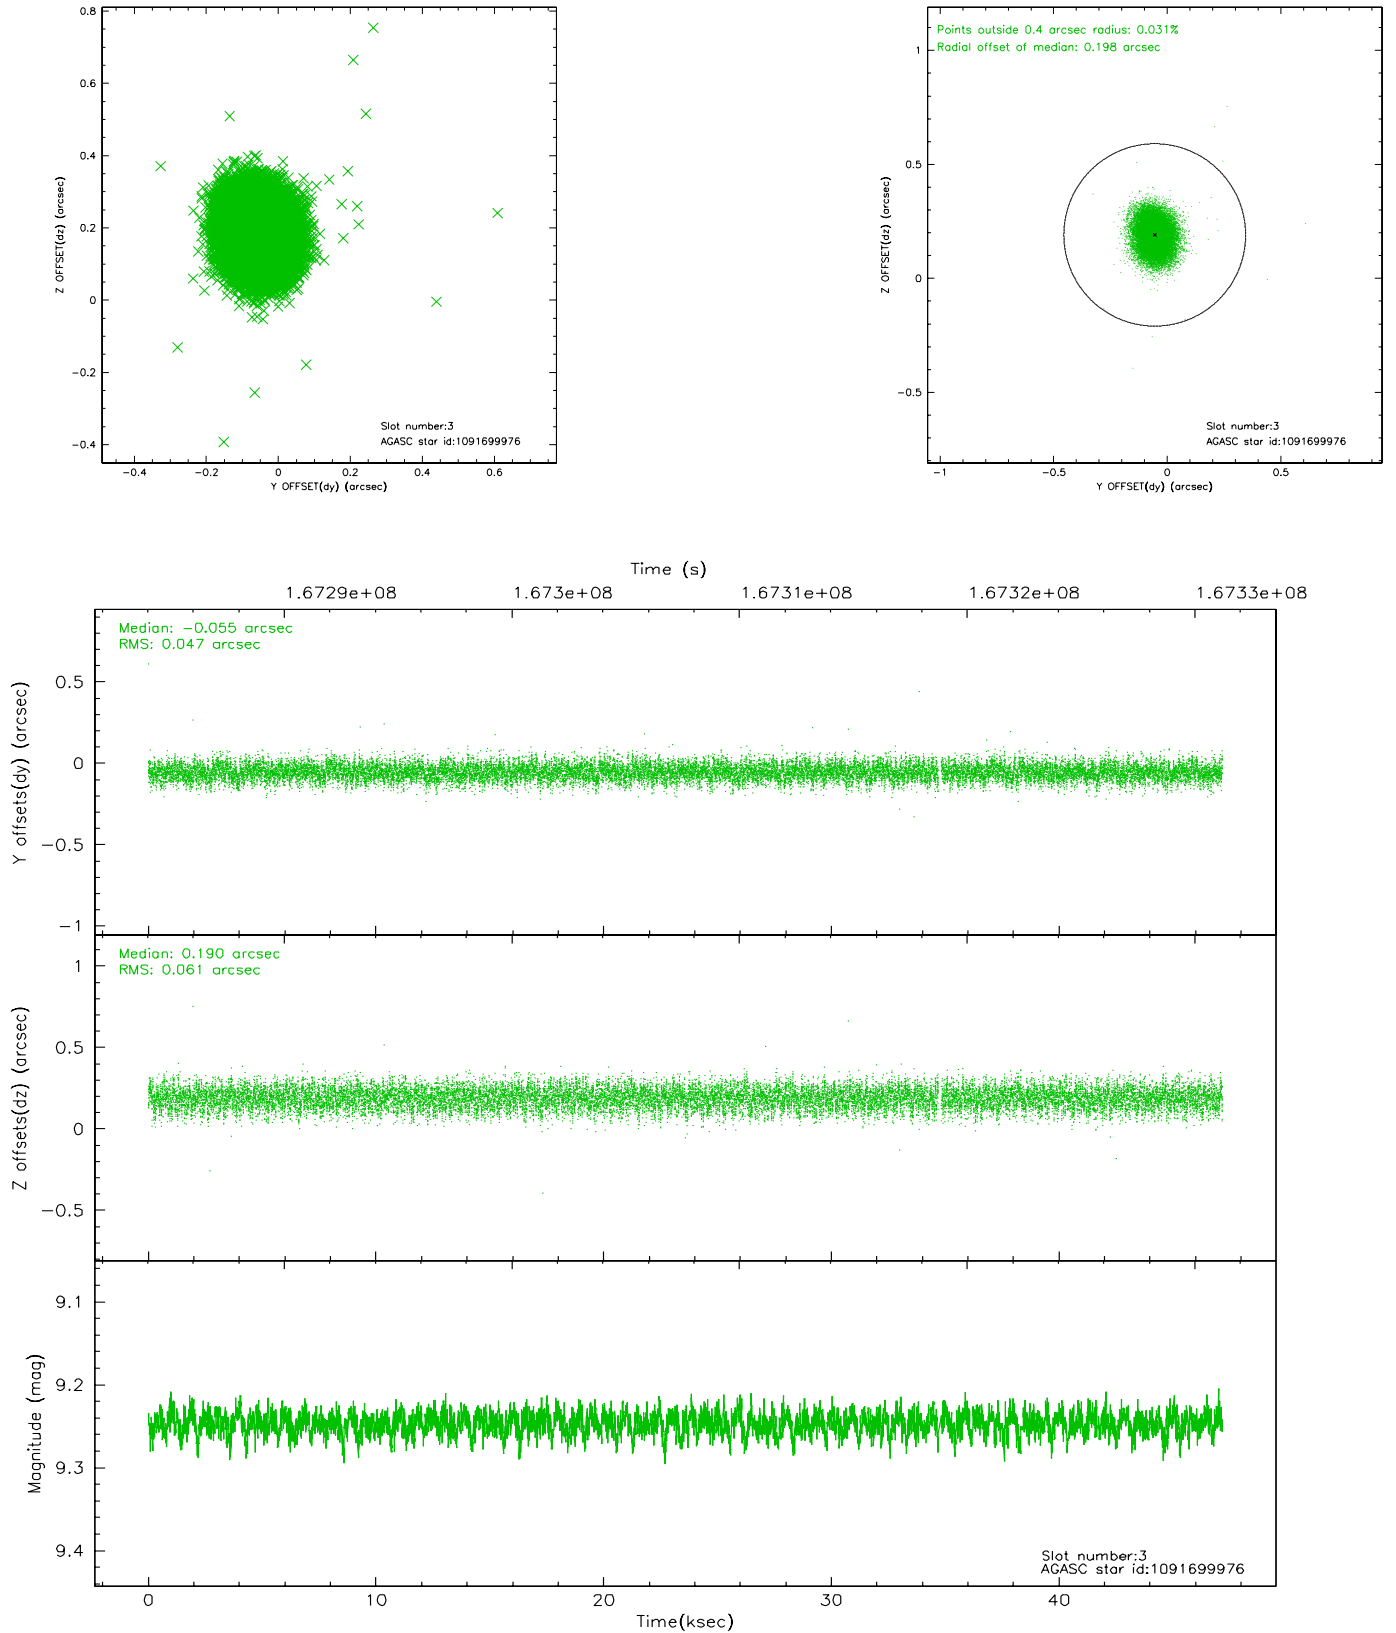 0.8
0.6
0.4
0.2
0
−0.2
−0.4
Z OFFSET(dz) (arcsec)
−0.4 −0.2 0 0.2 0.4 0.6
Y OFFSET(dy) (arcsec)
Slot number:3
AGASC star id:1091699976
Points outside 0.4 arcsec radius: 0.031%
Radial offset of median: 0.198 arcsec
1
0.5
0
−0.5
Z OFFSET(dz) (arcsec)
−1 −0.5 0 0.5
Y OFFSET(dy) (arcsec)
Slot number:3
AGASC star id:1091699976
Time (s)
1.6729e+08 1.673e+08 1.6731e+08 1.6732e+08 1.6733e+08
Median: −0.055 arcsec
RMS: 0.047 arcsec
0.5
0
−0.5
−1
Y offsets(dy) (arcsec)
Median: 0.190 arcsec
RMS: 0.061 arcsec
1
0.5
0
−0.5
Z offsets(dz) (arcsec)
9.1
9.2
9.3
9.4
Magnitude (mag)
Slot number:3
AGASC star id:1091699976
0 10 20 30 40
Time(ksec)